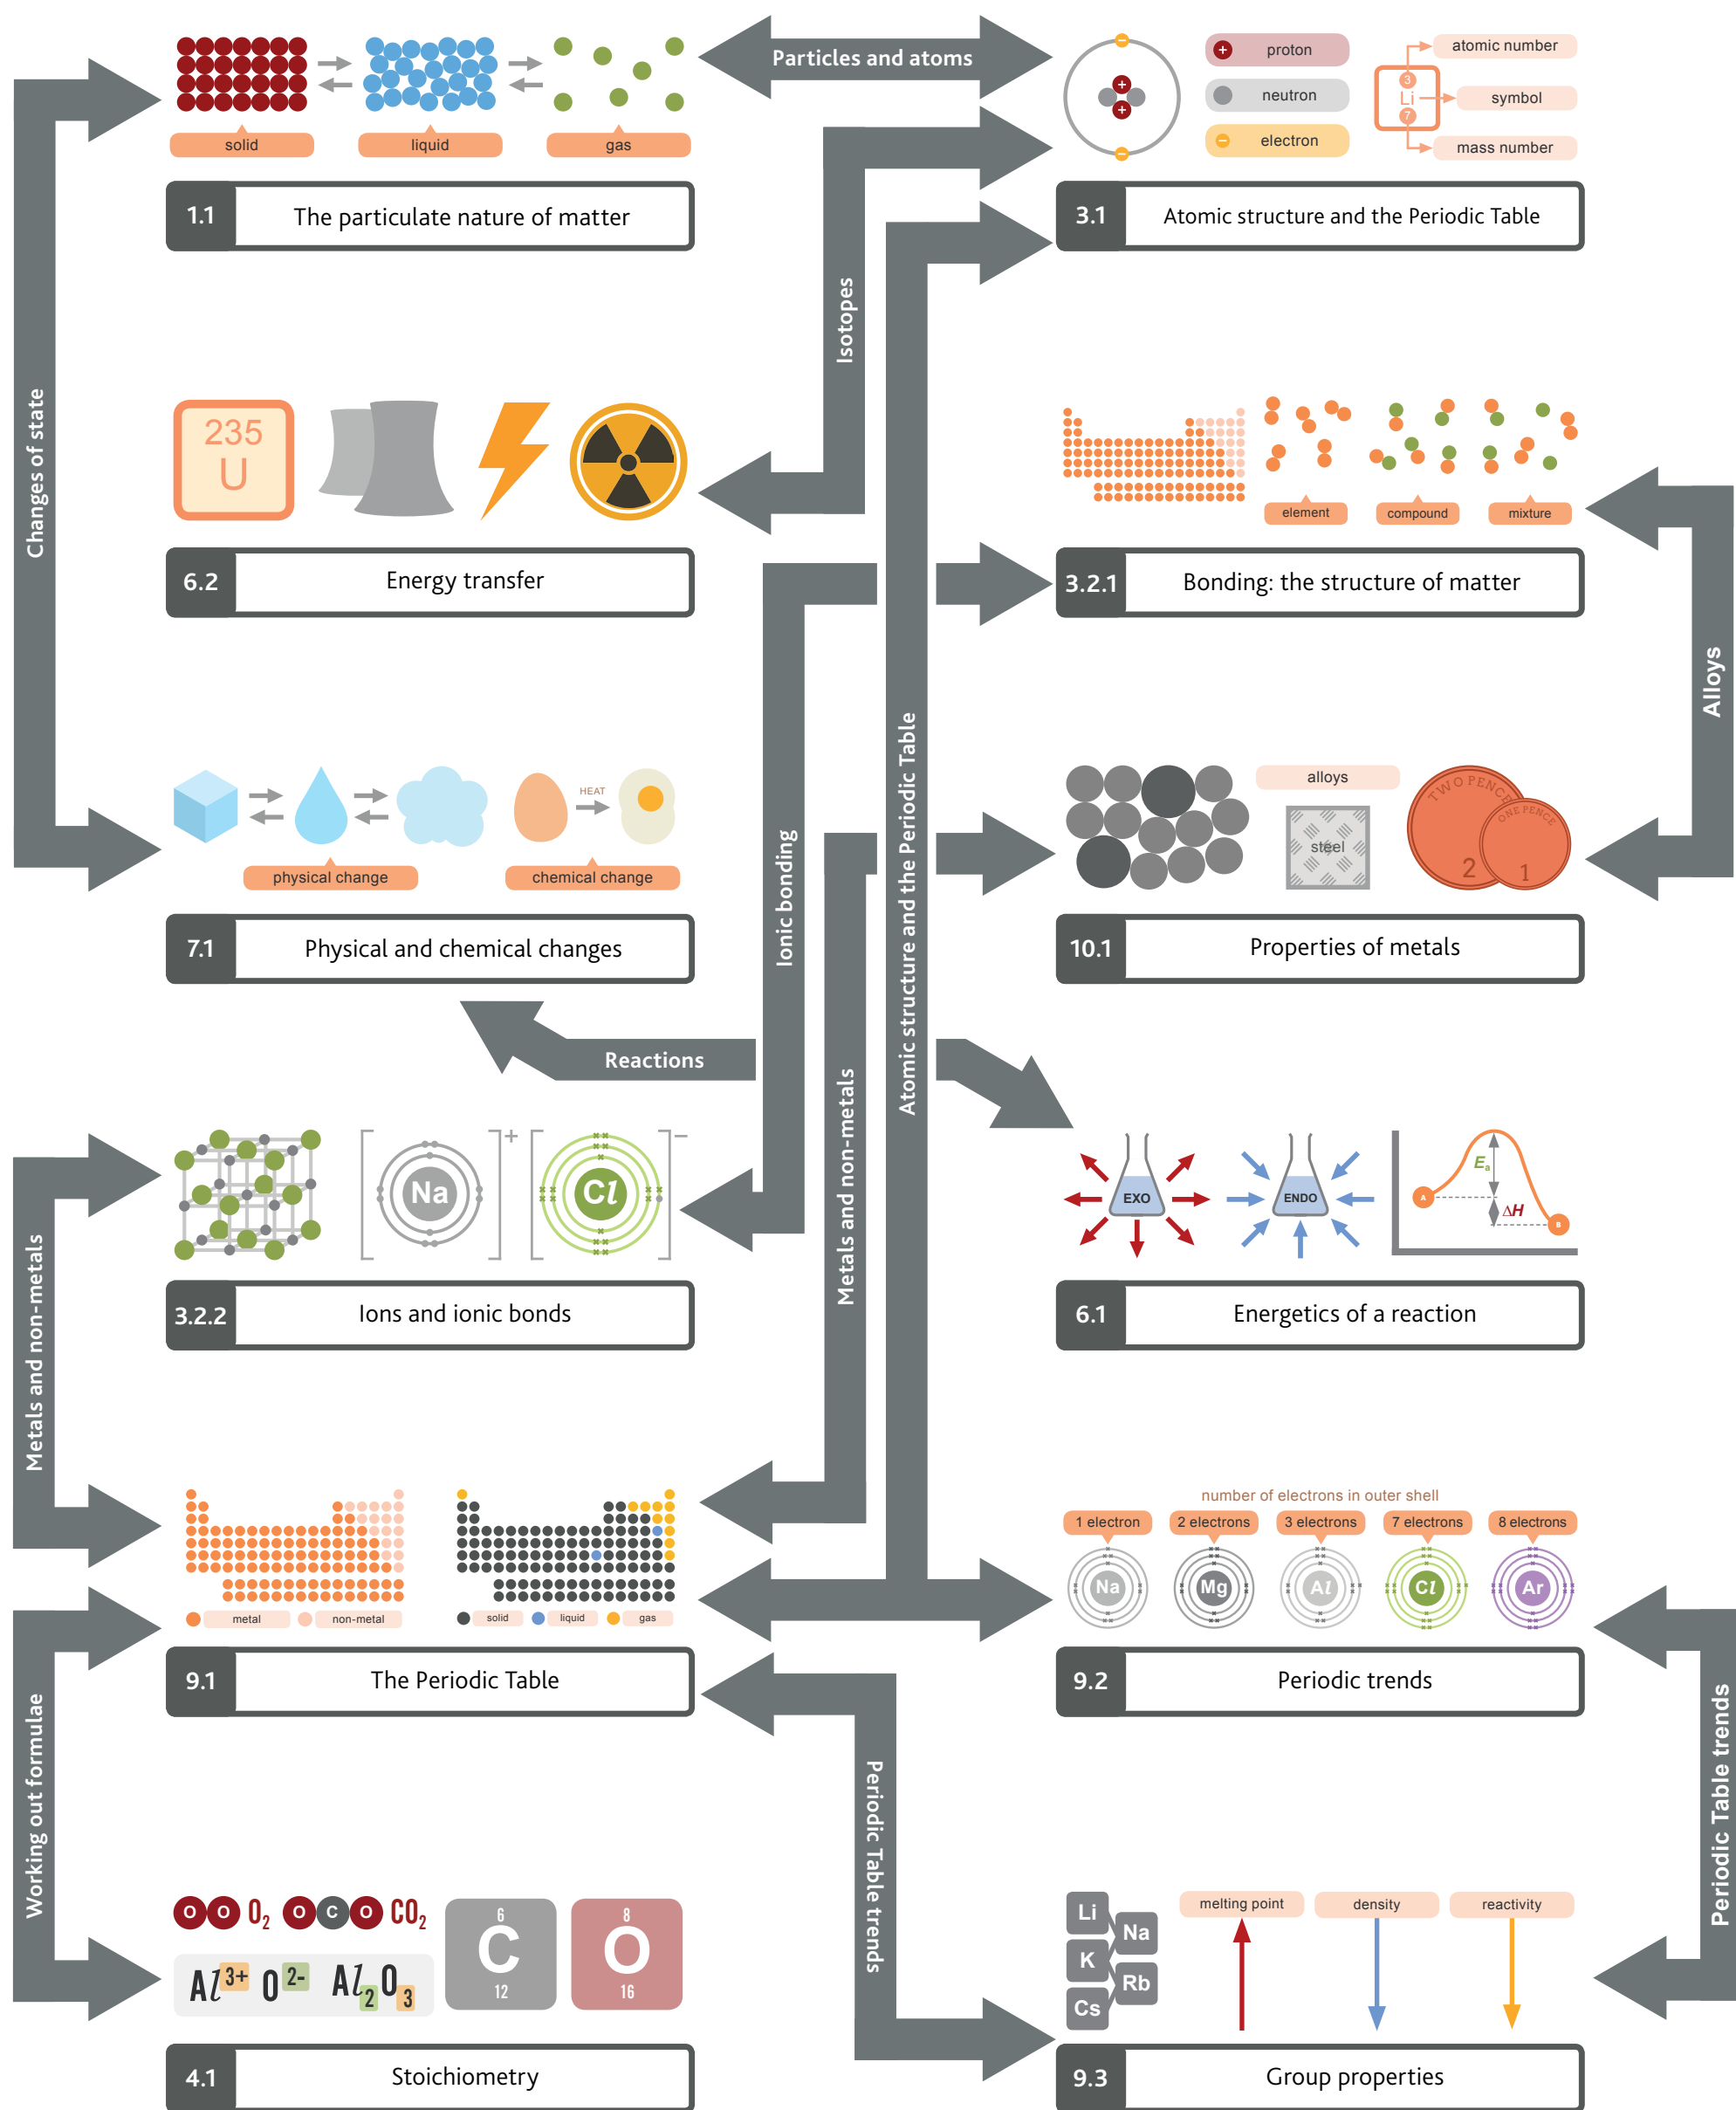 Particles and atoms
solid
liquid
gas
1.1
The particulate nature of matter
+
+
−
−
+
proton
neutron
−
electron
3
Li
7
atomic number
symbol
mass number
3.1
Atomic structure and the Periodic Table
Changes of state
Isotopes
235
U
6.2
Energy transfer
element
compound
mixture
3.2.1
Bonding: the structure of matter
Alloys
HEAT
physical change
chemical change
7.1
Physical and chemical changes
Ionic bonding
Atomic structure and the Periodic Table
alloys
steel
TWO PENCE
2
ONE PENCE
1
10.1
Properties of metals
Reactions
Metals and non-metals
Metals and non-metals
Na
+
Cl
−
3.2.2
Ions and ionic bonds
EXO
ENDO
A
Ea
ΔH
B
6.1
Energetics of a reaction
metal
non-metal
solid
liquid
gas
9.1
The Periodic Table
number of electrons in outer shell
1 electron
2 electrons
3 electrons
7 electrons
8 electrons
Na
Mg
Al
Cl
Ar
9.2
Periodic trends
Working out formulae
Periodic Table trends
Periodic Table trends
O O O₂ O C O CO₂
Al³⁺ O²⁻ Al₂O₃
6
C
12
8
O
16
4.1
Stoichiometry
Li
Na
K
Rb
Cs
melting point
density
reactivity
9.3
Group properties